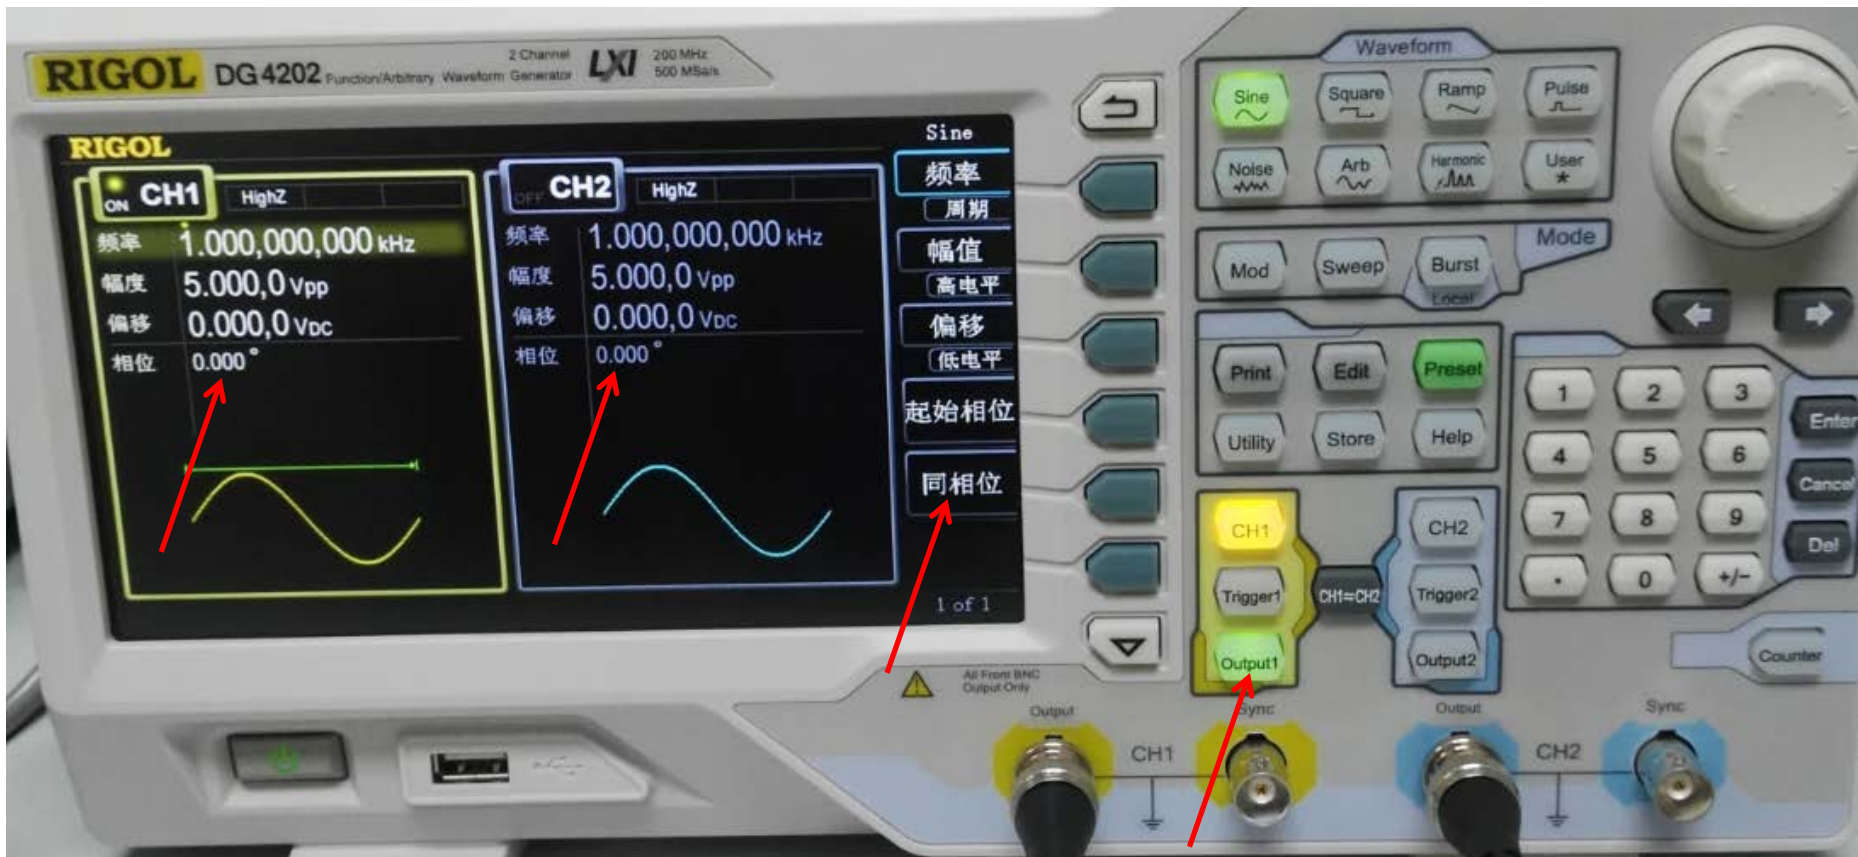 RIGOL DG4202 Function/Arbitrary Waveform Generator
2 Channel
LXI
200 MHz
500 MSa/s
RIGOL
Sine
ON CH1 HighZ
频率 1.000,000,000 kHz
幅度 5.000,0 Vpp
偏移 0.000,0 VDC
相位 0.000°
OFF CH2 HighZ
频率 1.000,000,000 kHz
幅度 5.000,0 Vpp
偏移 0.000,0 VDC
相位 0.000°
频率
周期
幅值
高电平
偏移
低电平
起始相位
同相位
1 of 1
Waveform
Sine Square Ramp Pulse
Noise Arb Harmonic User
Mode
Mod Sweep Burst
Local
Print Edit Preset
Utility Store Help
CH1 CH2
Trigger1 CH1⇌CH2 Trigger2
Output1 Output2
1 2 3 Enter
4 5 6 Cancel
7 8 9 Del
. 0 +/-
Counter
All Front BNC
Output Only
Output Sync Output Sync
CH1 CH2